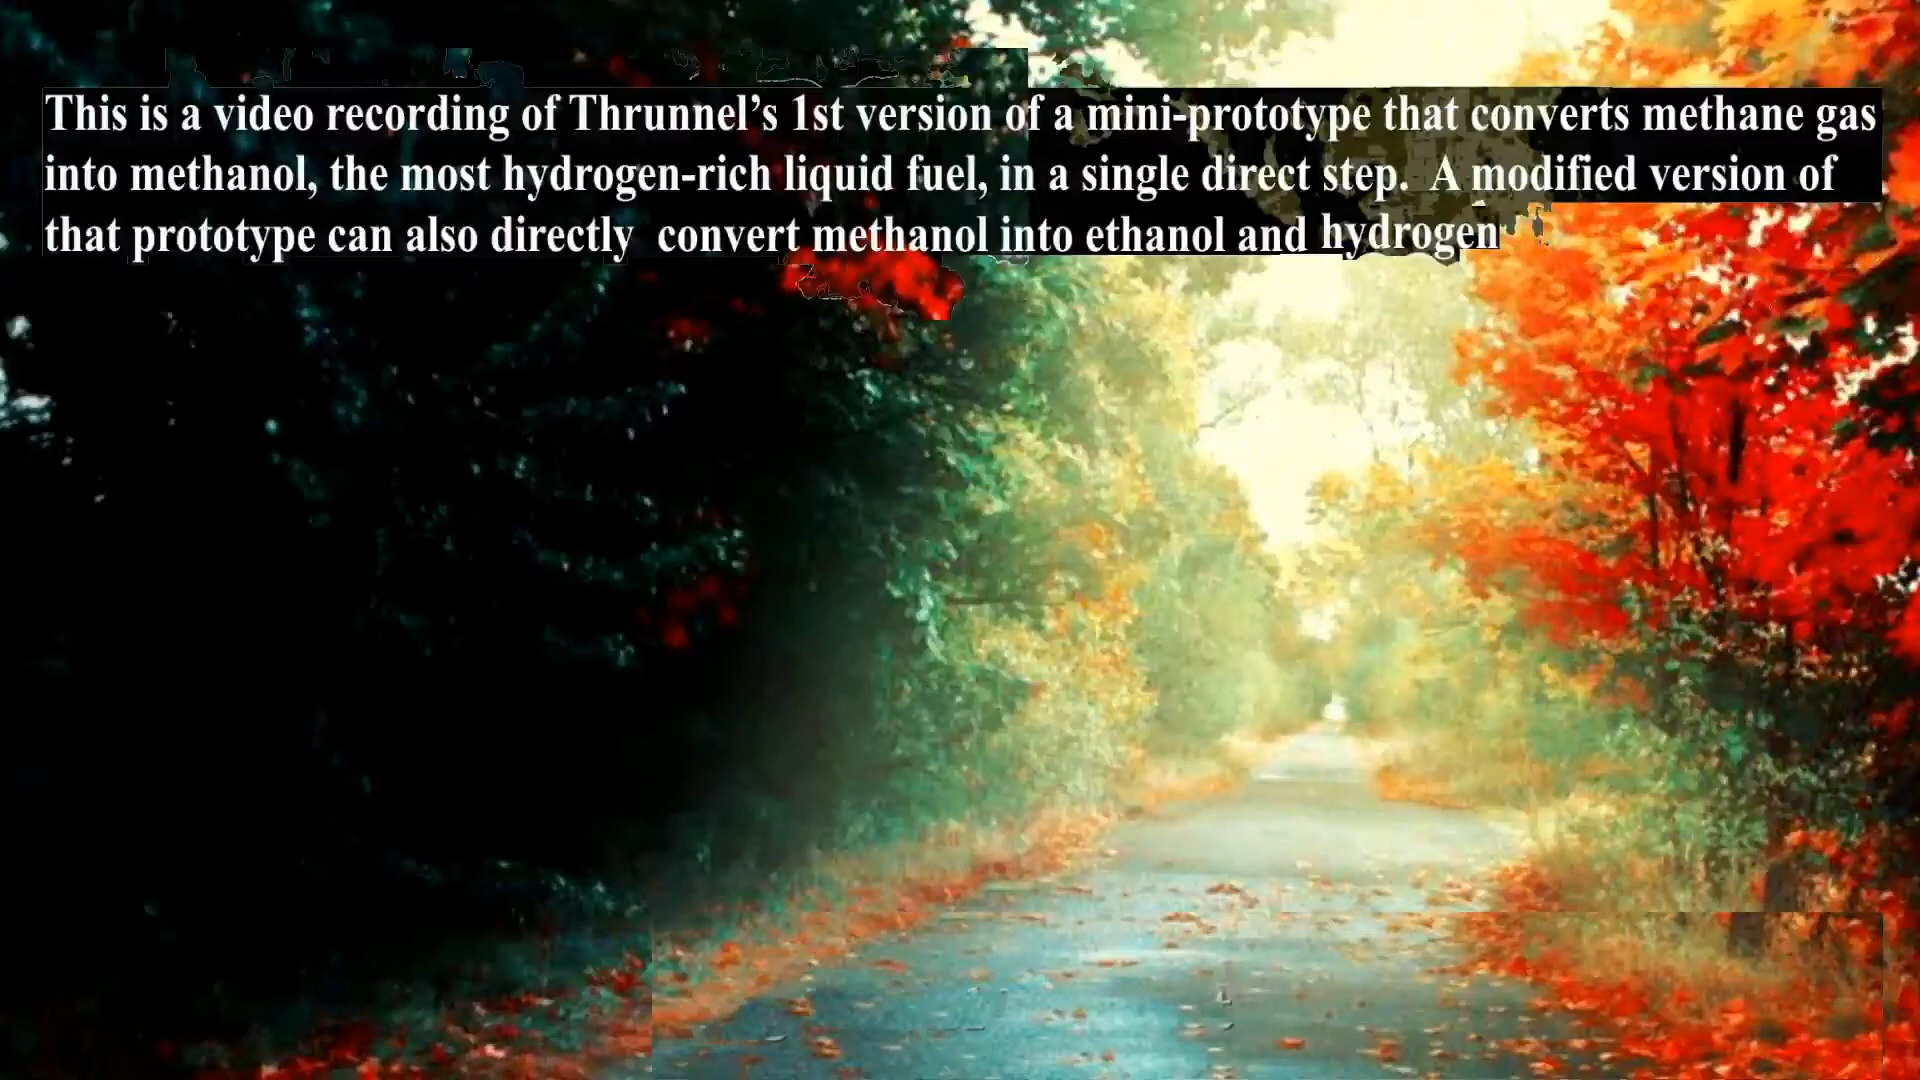 This is a video recording of Thrunnel’s 1st version of a mini-prototype that converts methane gas
into methanol, the most hydrogen-rich liquid fuel, in a single direct step.  A modified version of
that prototype can also directly  convert methanol into ethanol and hydrogen